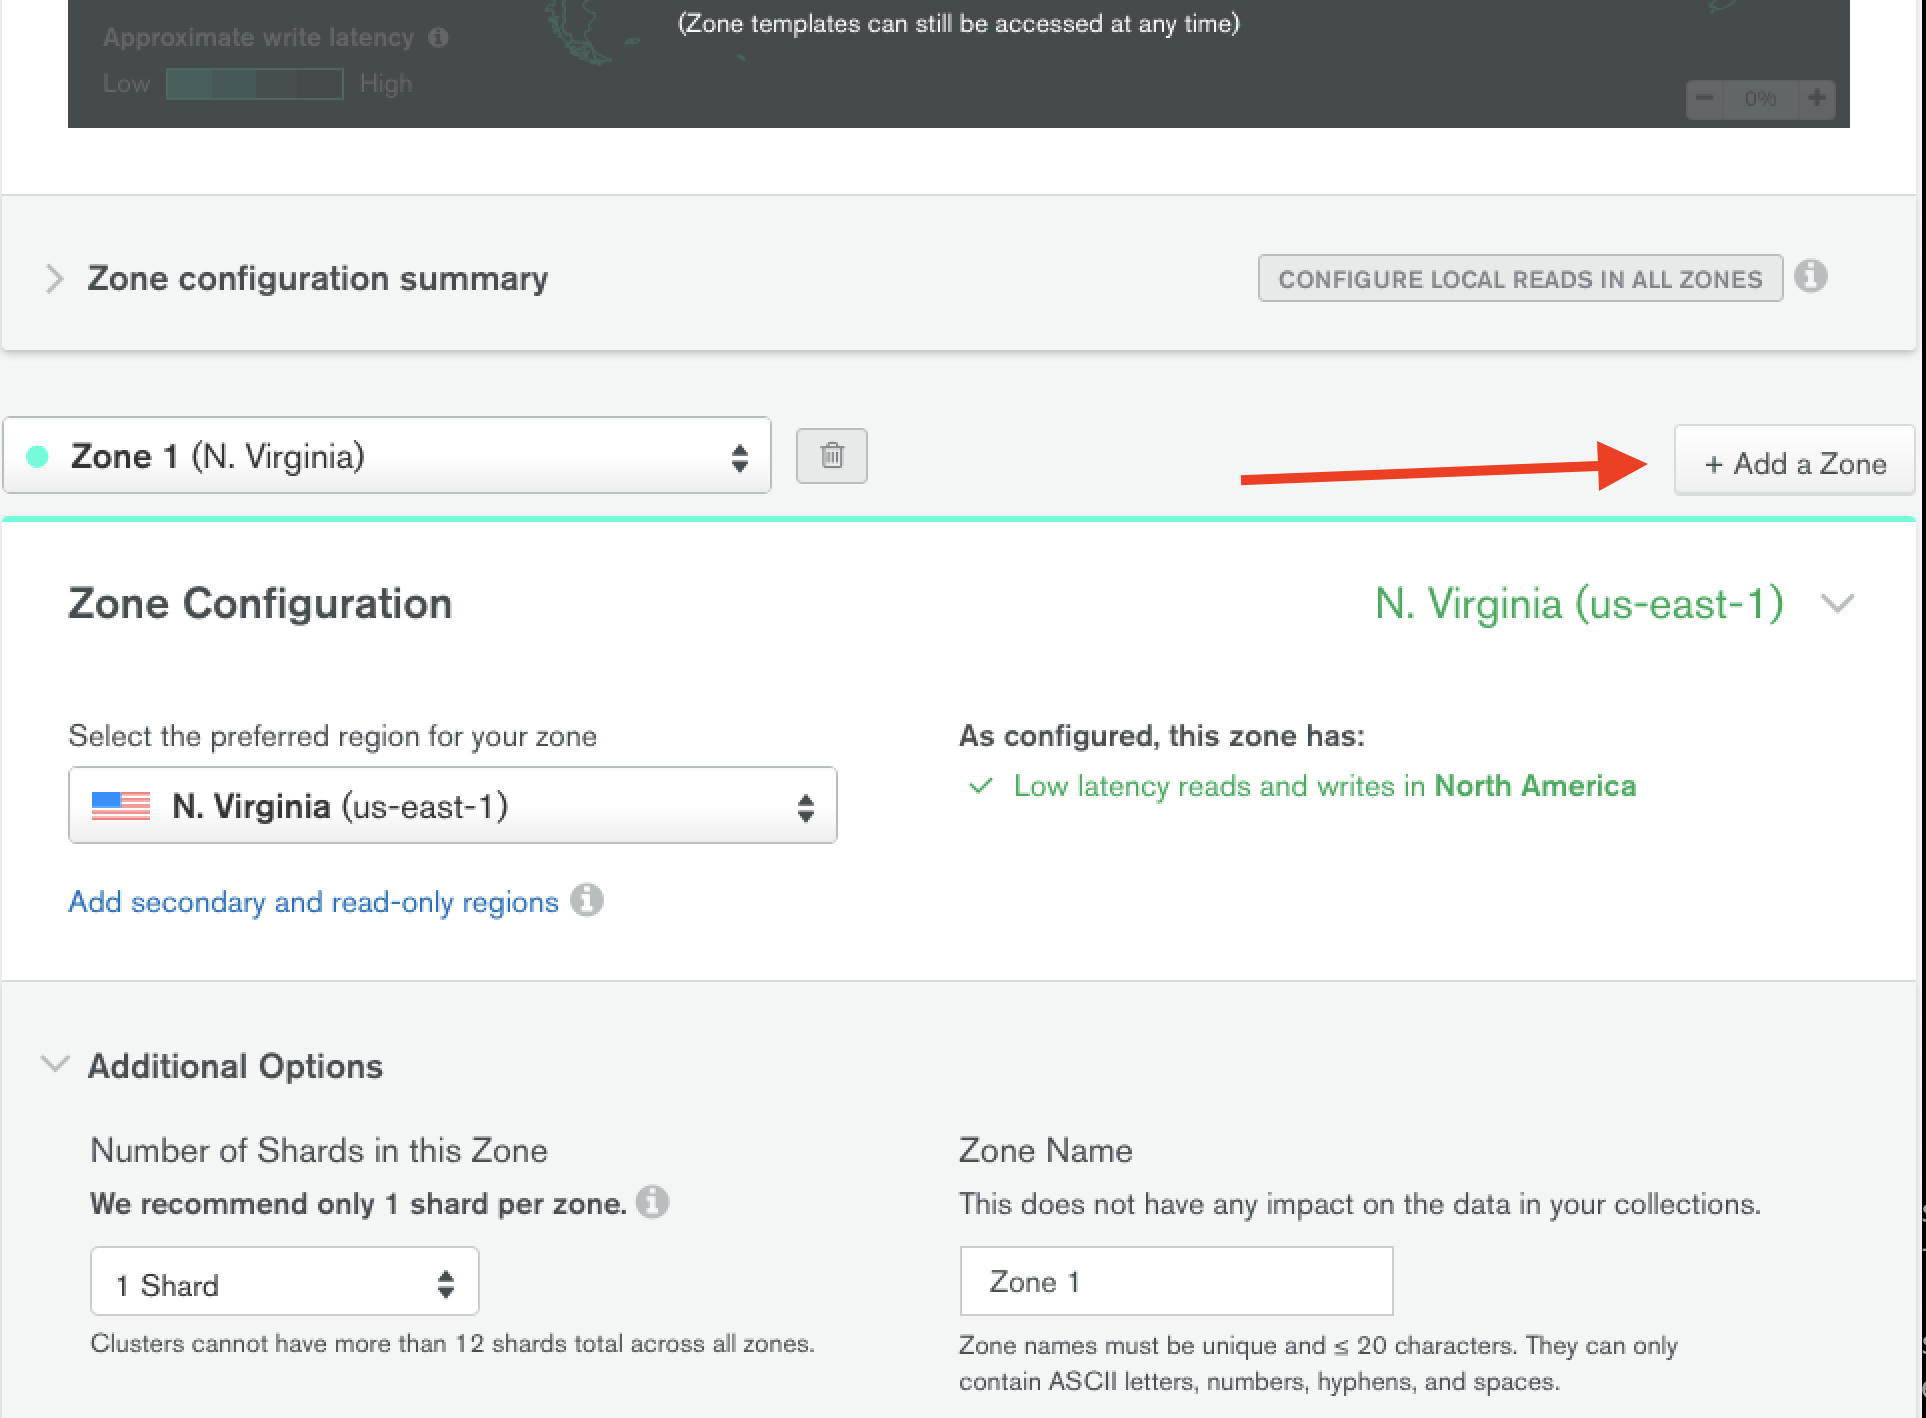 (Zone templates can still be accessed at any time)
Approximate write latency
Low High
0%
Zone configuration summary
CONFIGURE LOCAL READS IN ALL ZONES
Zone 1 (N. Virginia)
+ Add a Zone
Zone Configuration
N. Virginia (us-east-1)
Select the preferred region for your zone
N. Virginia (us-east-1)
Add secondary and read-only regions
As configured, this zone has:
Low latency reads and writes in North America
Additional Options
Number of Shards in this Zone
We recommend only 1 shard per zone.
1 Shard
Clusters cannot have more than 12 shards total across all zones.
Zone Name
This does not have any impact on the data in your collections.
Zone 1
Zone names must be unique and ≤ 20 characters. They can only
contain ASCII letters, numbers, hyphens, and spaces.